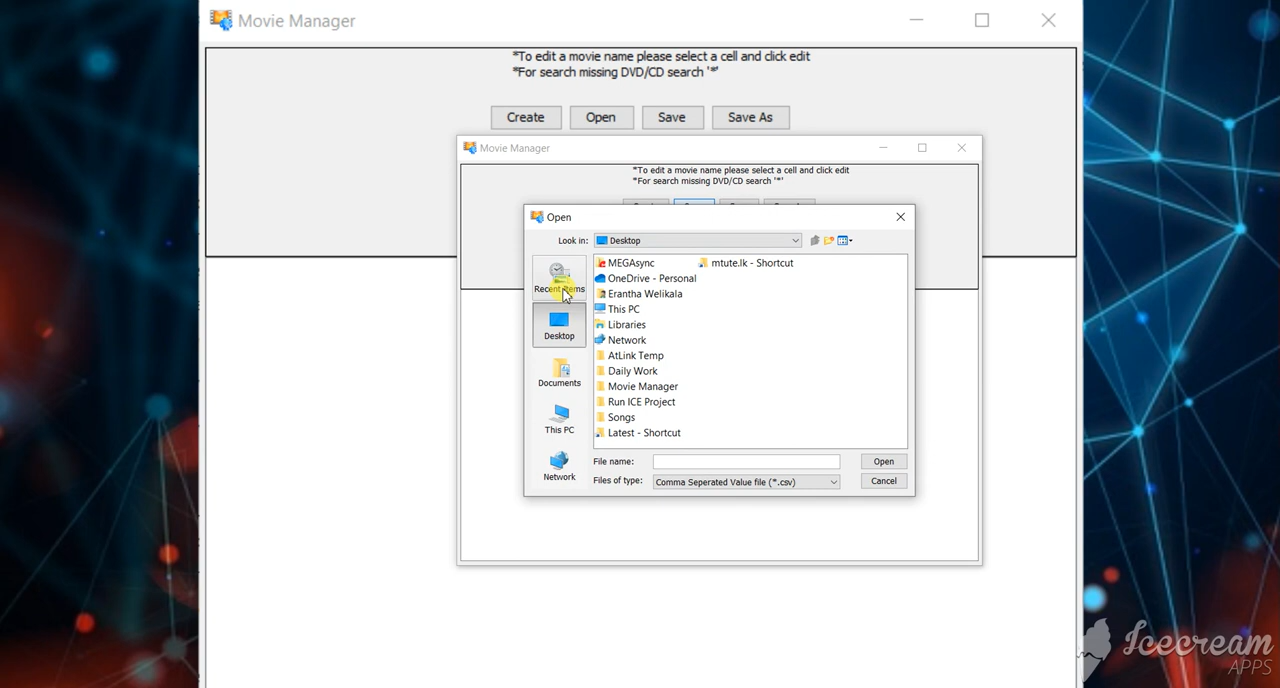 Movie Manager
*To edit a movie name please select a cell and click edit
*For search missing DVD/CD search '*'
Create Open Save Save As
Movie Manager
*To edit a movie name please select a cell and click edit
*For search missing DVD/CD search '*'
Open
Look in: Desktop
Recent Items
Desktop
Documents
This PC
Network
MEGAsync
OneDrive - Personal
Erantha Welikala
This PC
Libraries
Network
AtLink Temp
Daily Work
Movie Manager
Run ICE Project
Songs
Latest - Shortcut
mtute.lk - Shortcut
File name: Open
Files of type: Comma Seperated Value file (*.csv) Cancel
Icecream
APPS